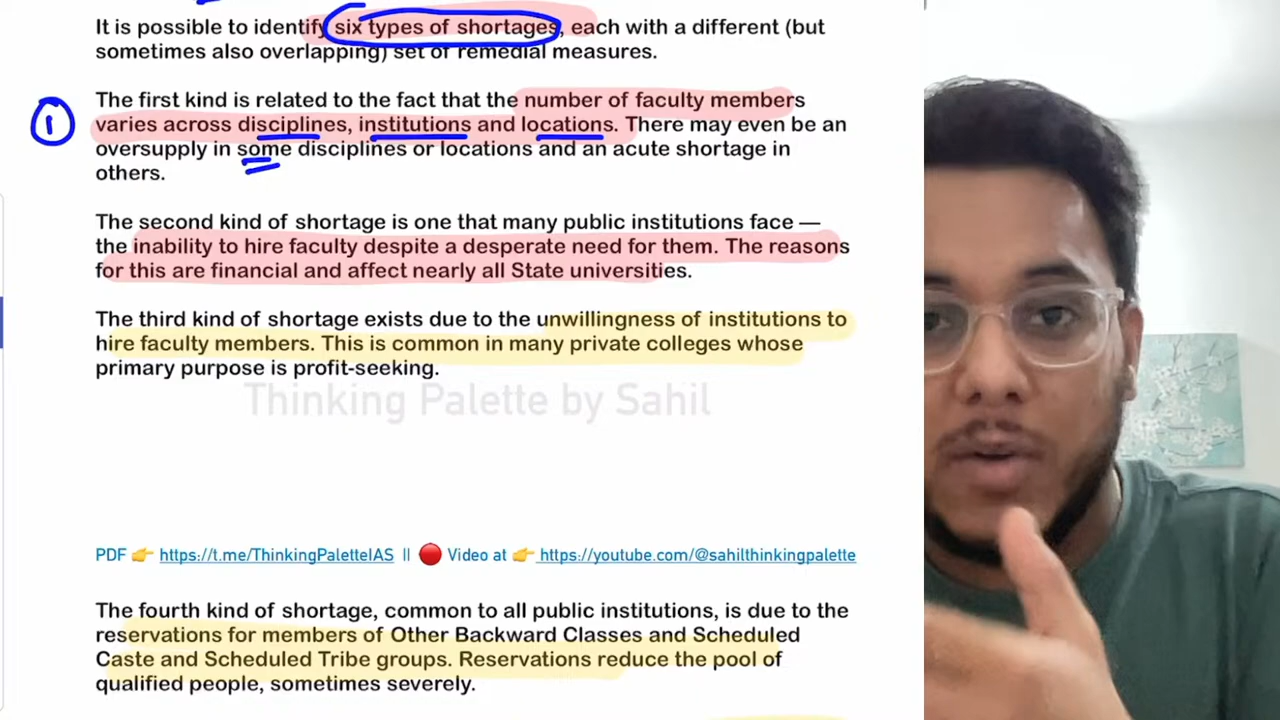 It is possible to identify six types of shortages, each with a different (but
sometimes also overlapping) set of remedial measures.
1
The first kind is related to the fact that the number of faculty members
varies across disciplines, institutions and locations. There may even be an
oversupply in some disciplines or locations and an acute shortage in
others.
The second kind of shortage is one that many public institutions face —
the inability to hire faculty despite a desperate need for them. The reasons
for this are financial and affect nearly all State universities.
The third kind of shortage exists due to the unwillingness of institutions to
hire faculty members. This is common in many private colleges whose
primary purpose is profit-seeking.
Thinking Palette by Sahil
PDF 👉 https://t.me/ThinkingPaletteIAS || 🔴 Video at 👉 https://youtube.com/@sahilthinkingpalette
The fourth kind of shortage, common to all public institutions, is due to the
reservations for members of Other Backward Classes and Scheduled
Caste and Scheduled Tribe groups. Reservations reduce the pool of
qualified people, sometimes severely.